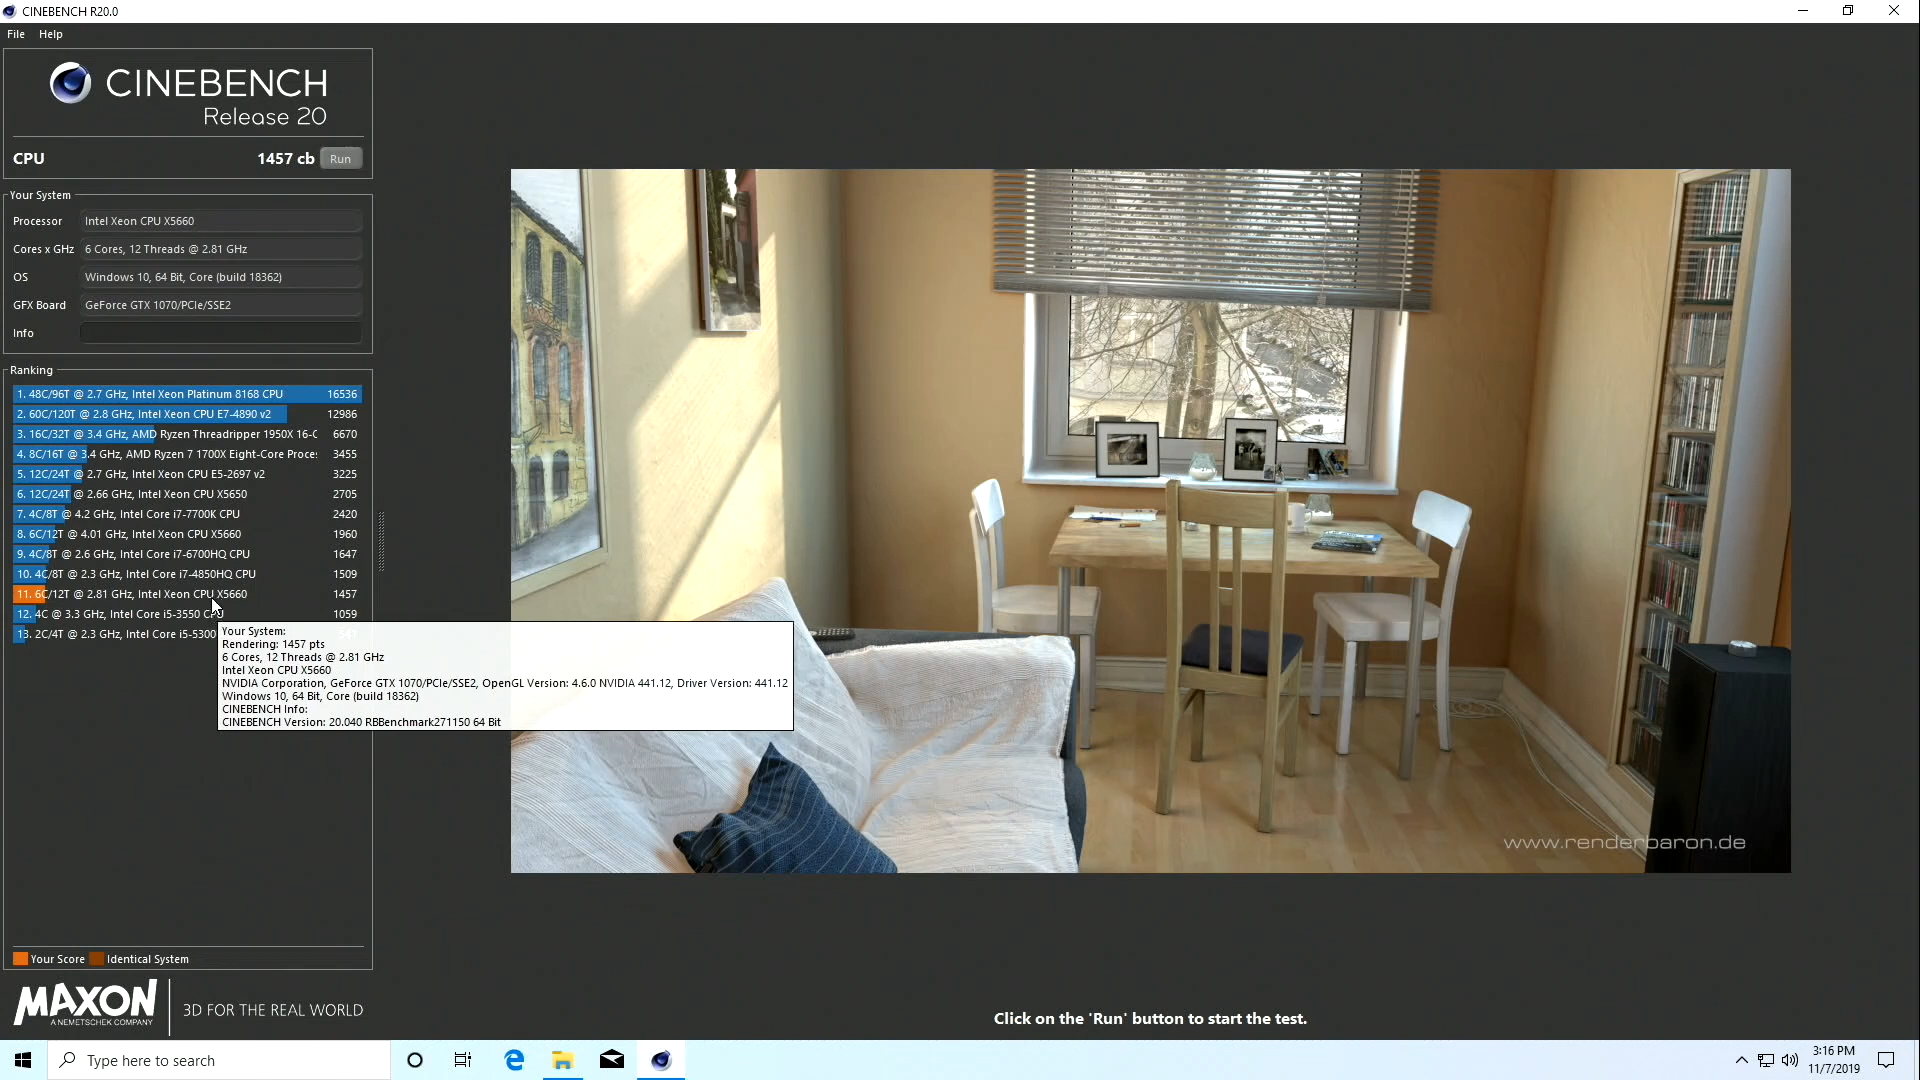 CINEBENCH R20.0
File Help
CINEBENCH
Release 20
CPU 1457 cb Run
Your System
Processor Intel Xeon CPU X5660
Cores x GHz 6 Cores, 12 Threads @ 2.81 GHz
OS Windows 10, 64 Bit, Core (build 18362)
GFX Board GeForce GTX 1070/PCIe/SSE2
Info
Ranking
1. 48C/96T @ 2.7 GHz, Intel Xeon Platinum 8168 CPU 16536
2. 60C/120T @ 2.8 GHz, Intel Xeon CPU E7-4890 v2 12986
3. 16C/32T @ 3.4 GHz, AMD Ryzen Threadripper 1950X 16-C 6670
4. 8C/16T @ 3.4 GHz, AMD Ryzen 7 1700X Eight-Core Proce: 3455
5. 12C/24T @ 2.7 GHz, Intel Xeon CPU E5-2697 v2 3225
6. 12C/24T @ 2.66 GHz, Intel Xeon CPU X5650 2705
7. 4C/8T @ 4.2 GHz, Intel Core i7-7700K CPU 2420
8. 6C/12T @ 4.01 GHz, Intel Xeon CPU X5660 1960
9. 4C/8T @ 2.6 GHz, Intel Core i7-6700HQ CPU 1647
10. 4C/8T @ 2.3 GHz, Intel Core i7-4850HQ CPU 1509
11. 6C/12T @ 2.81 GHz, Intel Xeon CPU X5660 1457
12. 4C @ 3.3 GHz, Intel Core i5-3550 CPU 1059
13. 2C/4T @ 2.3 GHz, Intel Core i5-5300
Your System:
Rendering: 1457 pts
6 Cores, 12 Threads @ 2.81 GHz
Intel Xeon CPU X5660
NVIDIA Corporation, GeForce GTX 1070/PCIe/SSE2, OpenGL Version: 4.6.0 NVIDIA 441.12, Driver Version: 441.12
Windows 10, 64 Bit, Core (build 18362)
CINEBENCH Info:
CINEBENCH Version: 20.040 RBBenchmark271150 64 Bit
www.renderbaron.de
Your Score Identical System
MAXON
A NEMETSCHEK COMPANY
3D FOR THE REAL WORLD
Click on the 'Run' button to start the test.
Type here to search
3:16 PM
11/7/2019